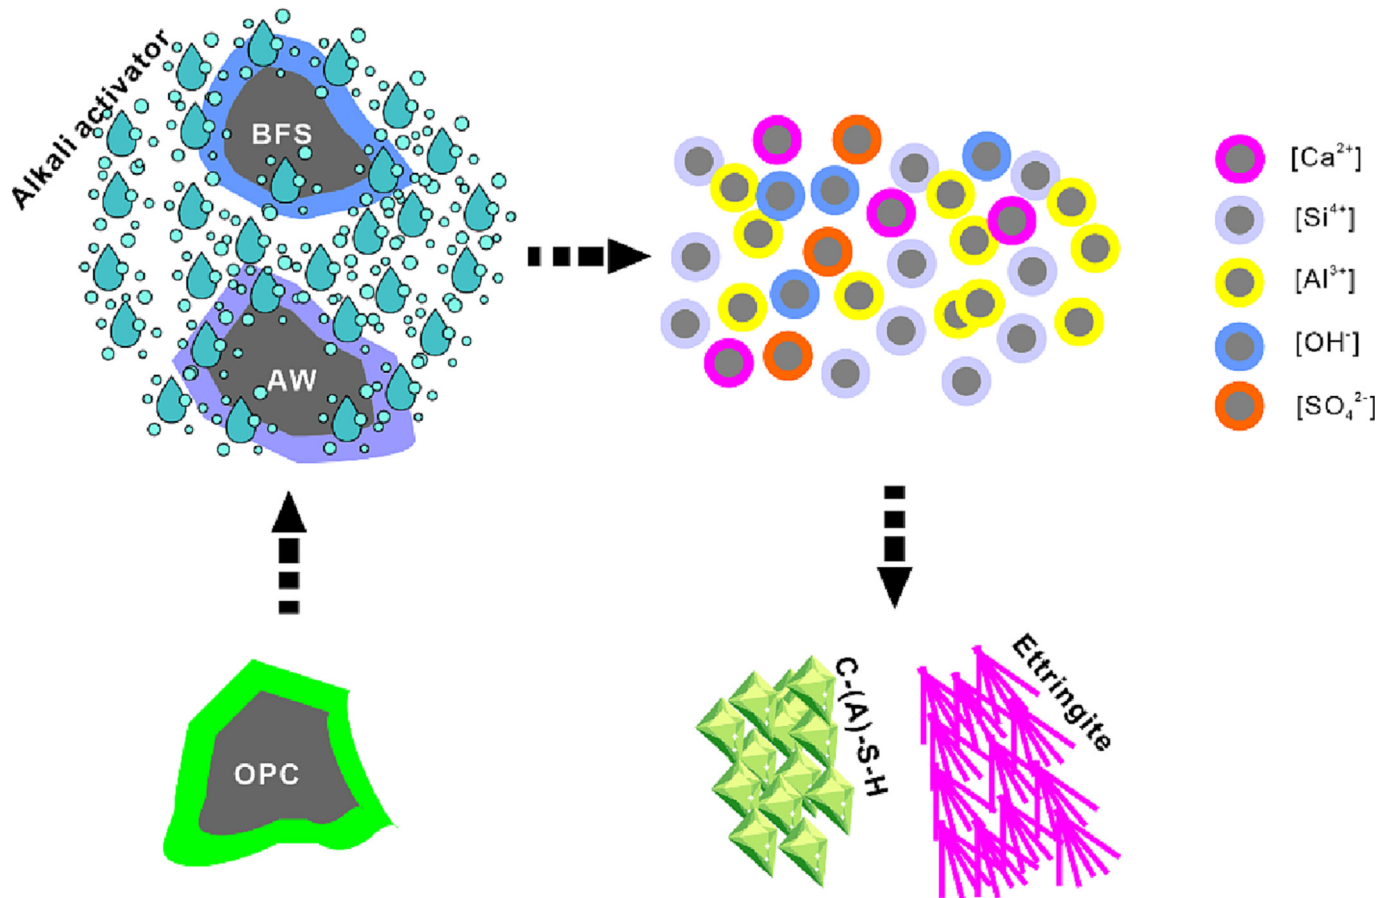 Alkali activator
BFS
AW
OPC
[Ca²⁺]
[Si⁴⁺]
[Al³⁺]
[OH⁻]
[SO₄²⁻]
C-(A)-S-H
Ettringite